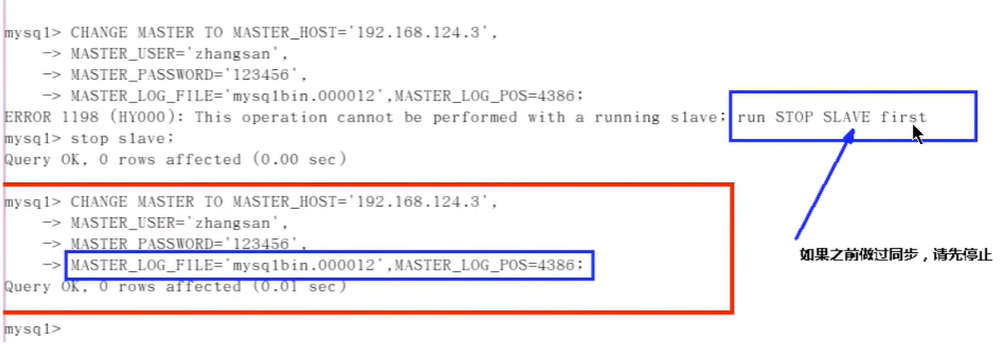 mysql> CHANGE MASTER TO MASTER_HOST='192.168.124.3',
-> MASTER_USER='zhangsan',
-> MASTER_PASSWORD='123456',
-> MASTER_LOG_FILE='mysqlbin.000012',MASTER_LOG_POS=4386;
ERROR 1198 (HY000): This operation cannot be performed with a running slave; run STOP SLAVE first
mysql> stop slave;
Query OK, 0 rows affected (0.00 sec)
mysql> CHANGE MASTER TO MASTER_HOST='192.168.124.3',
-> MASTER_USER='zhangsan',
-> MASTER_PASSWORD='123456',
-> MASTER_LOG_FILE='mysqlbin.000012',MASTER_LOG_POS=4386;
Query OK, 0 rows affected (0.01 sec)
如果之前做过同步，请先停止
mysql>